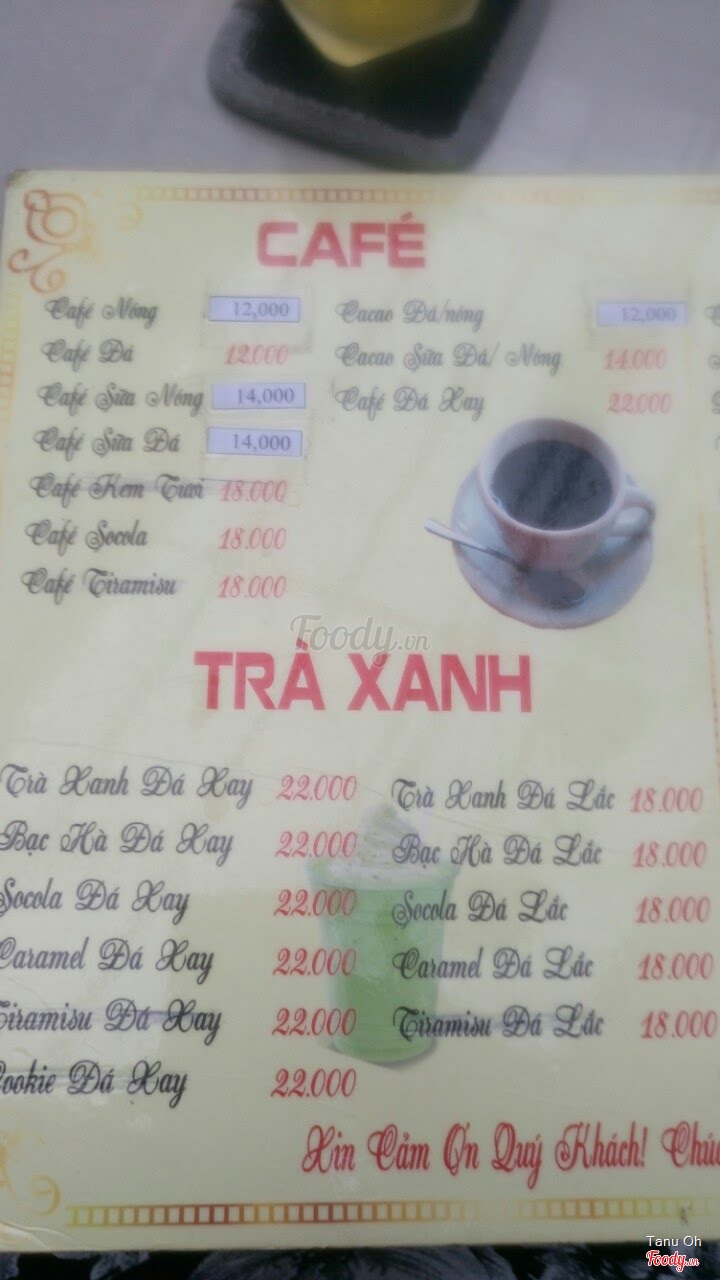 CAFÉ
Café Nóng 12,000
Café Đá 12.000
Café Sữa Nóng 14,000
Café Sữa Đá 14,000
Café Kem Tươi 18.000
Café Socola 18.000
Café Tiramisu 18.000
Cacao Đá/nóng 12,000
Cacao Sữa Đá/ Nóng 14.000
Café Đá Xay 22.000
Foody.vn
TRÀ XANH
Trà Xanh Đá Xay 22.000
Bạc Hà Đá Xay 22.000
Socola Đá Xay 22.000
Caramel Đá Xay 22.000
Tiramisu Đá Xay 22.000
Cookie Đá Xay 22.000
Trà Xanh Đá Lắc 18.000
Bạc Hà Đá Lắc 18.000
Socola Đá Lắc 18.000
Caramel Đá Lắc 18.000
Tiramisu Đá Lắc 18.000
Xin Cảm Ơn Quý Khách! Chúc
Tanu Oh
Foody.vn